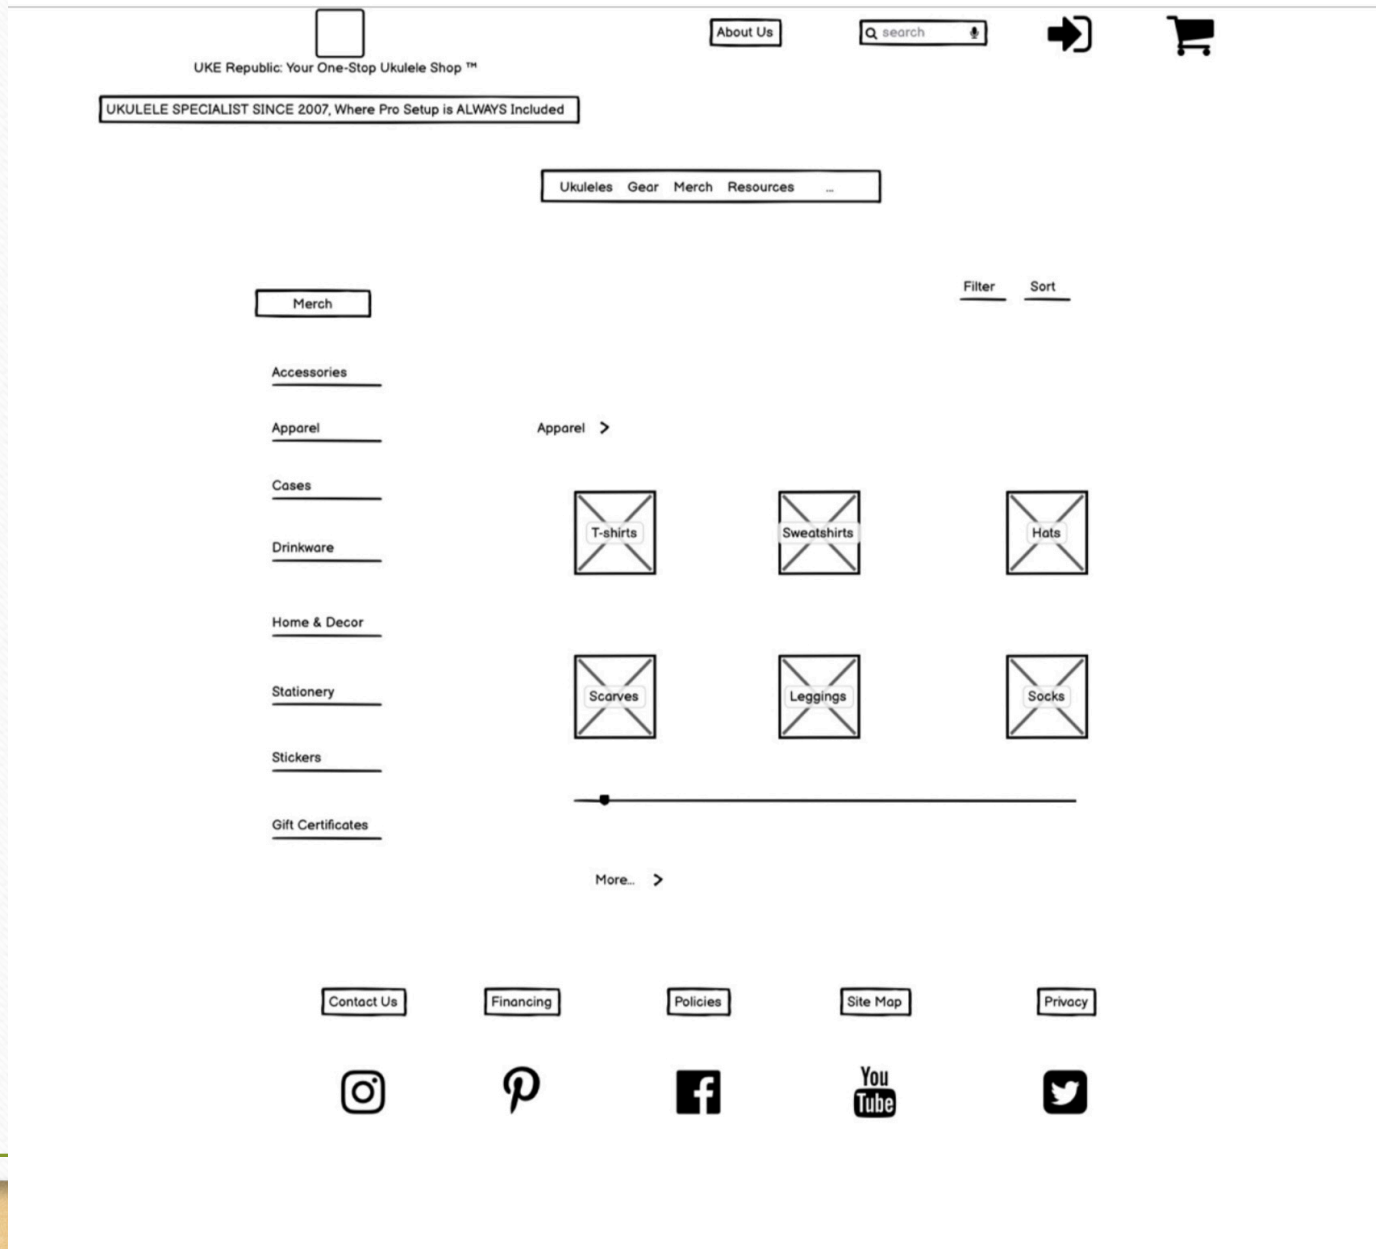 About Us
search
UKE Republic: Your One-Stop Ukulele Shop ™
UKULELE SPECIALIST SINCE 2007, Where Pro Setup is ALWAYS Included
Ukuleles Gear Merch Resources ...
Filter Sort
Merch
Accessories
Apparel
Cases
Drinkware
Home & Decor
Stationery
Stickers
Gift Certificates
Apparel >
T-shirts Sweatshirts Hats
Scarves Leggings Socks
More... >
Contact Us Financing Policies Site Map Privacy
You
Tube